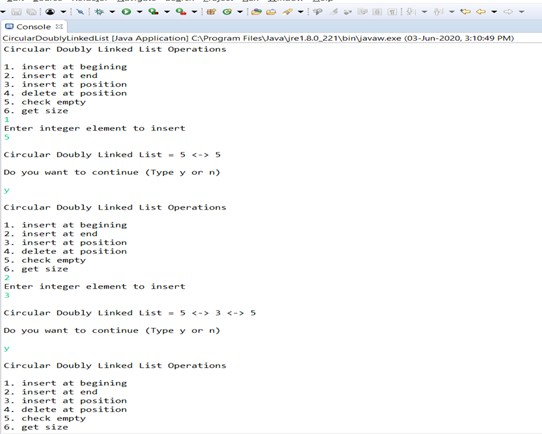 Console
CircularDoublyLinkedList [Java Application] C:\Program Files\Java\jre1.8.0_221\bin\javaw.exe (03-Jun-2020, 3:10:49 PM)
Circular Doubly Linked List Operations
1. insert at begining
2. insert at end
3. insert at position
4. delete at position
5. check empty
6. get size
1
Enter integer element to insert
5
Circular Doubly Linked List = 5 <-> 5
Do you want to continue (Type y or n)
y
Circular Doubly Linked List Operations
1. insert at begining
2. insert at end
3. insert at position
4. delete at position
5. check empty
6. get size
2
Enter integer element to insert
3
Circular Doubly Linked List = 5 <-> 3 <-> 5
Do you want to continue (Type y or n)
y
Circular Doubly Linked List Operations
1. insert at begining
2. insert at end
3. insert at position
4. delete at position
5. check empty
6. get size